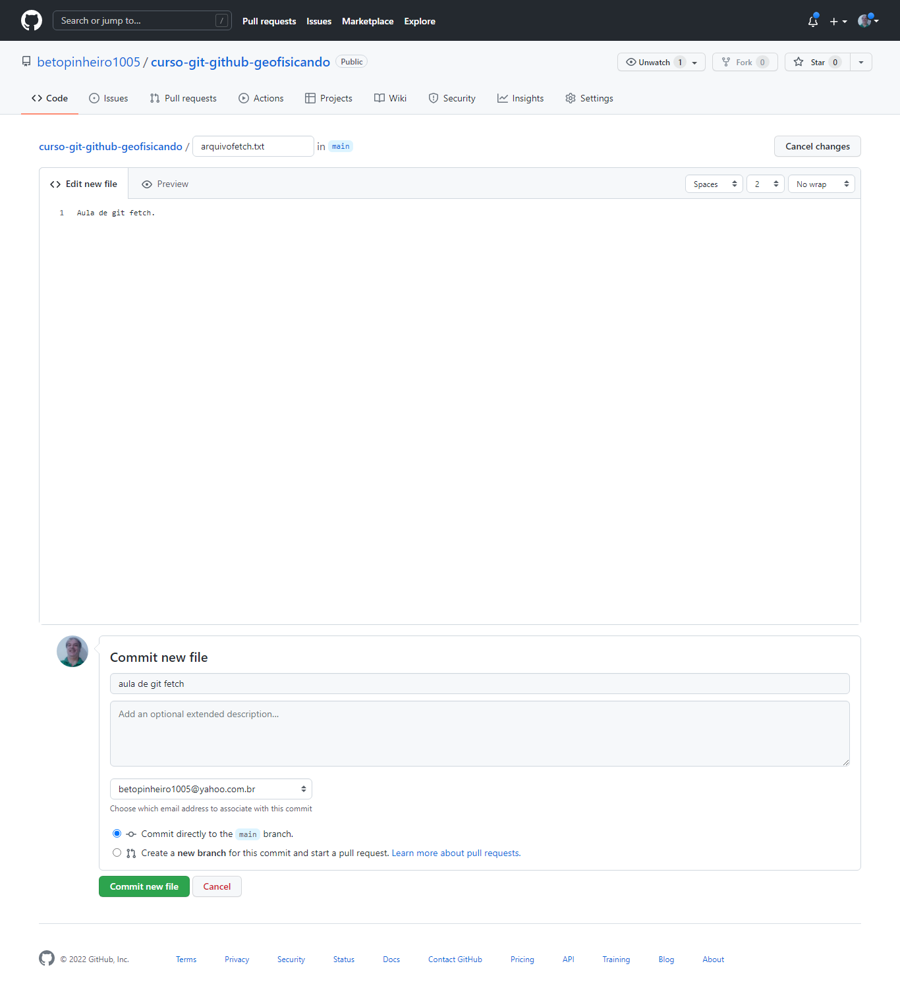 Search or jump to... /
Pull requests Issues Marketplace Explore
betopinheiro1005 / curso-git-github-geofisicando Public
Unwatch 1 Fork 0 Star 0
Code Issues Pull requests Actions Projects Wiki Security Insights Settings
curso-git-github-geofisicando / arquivofetch.txt in main
Cancel changes
Edit new file Preview
Spaces 2 No wrap
1 Aula de git fetch.
Commit new file
aula de git fetch
Add an optional extended description...
betopinheiro1005@yahoo.com.br
Choose which email address to associate with this commit
Commit directly to the main branch.
Create a new branch for this commit and start a pull request. Learn more about pull requests.
Commit new file Cancel
© 2022 GitHub, Inc. Terms Privacy Security Status Docs Contact GitHub Pricing API Training Blog About